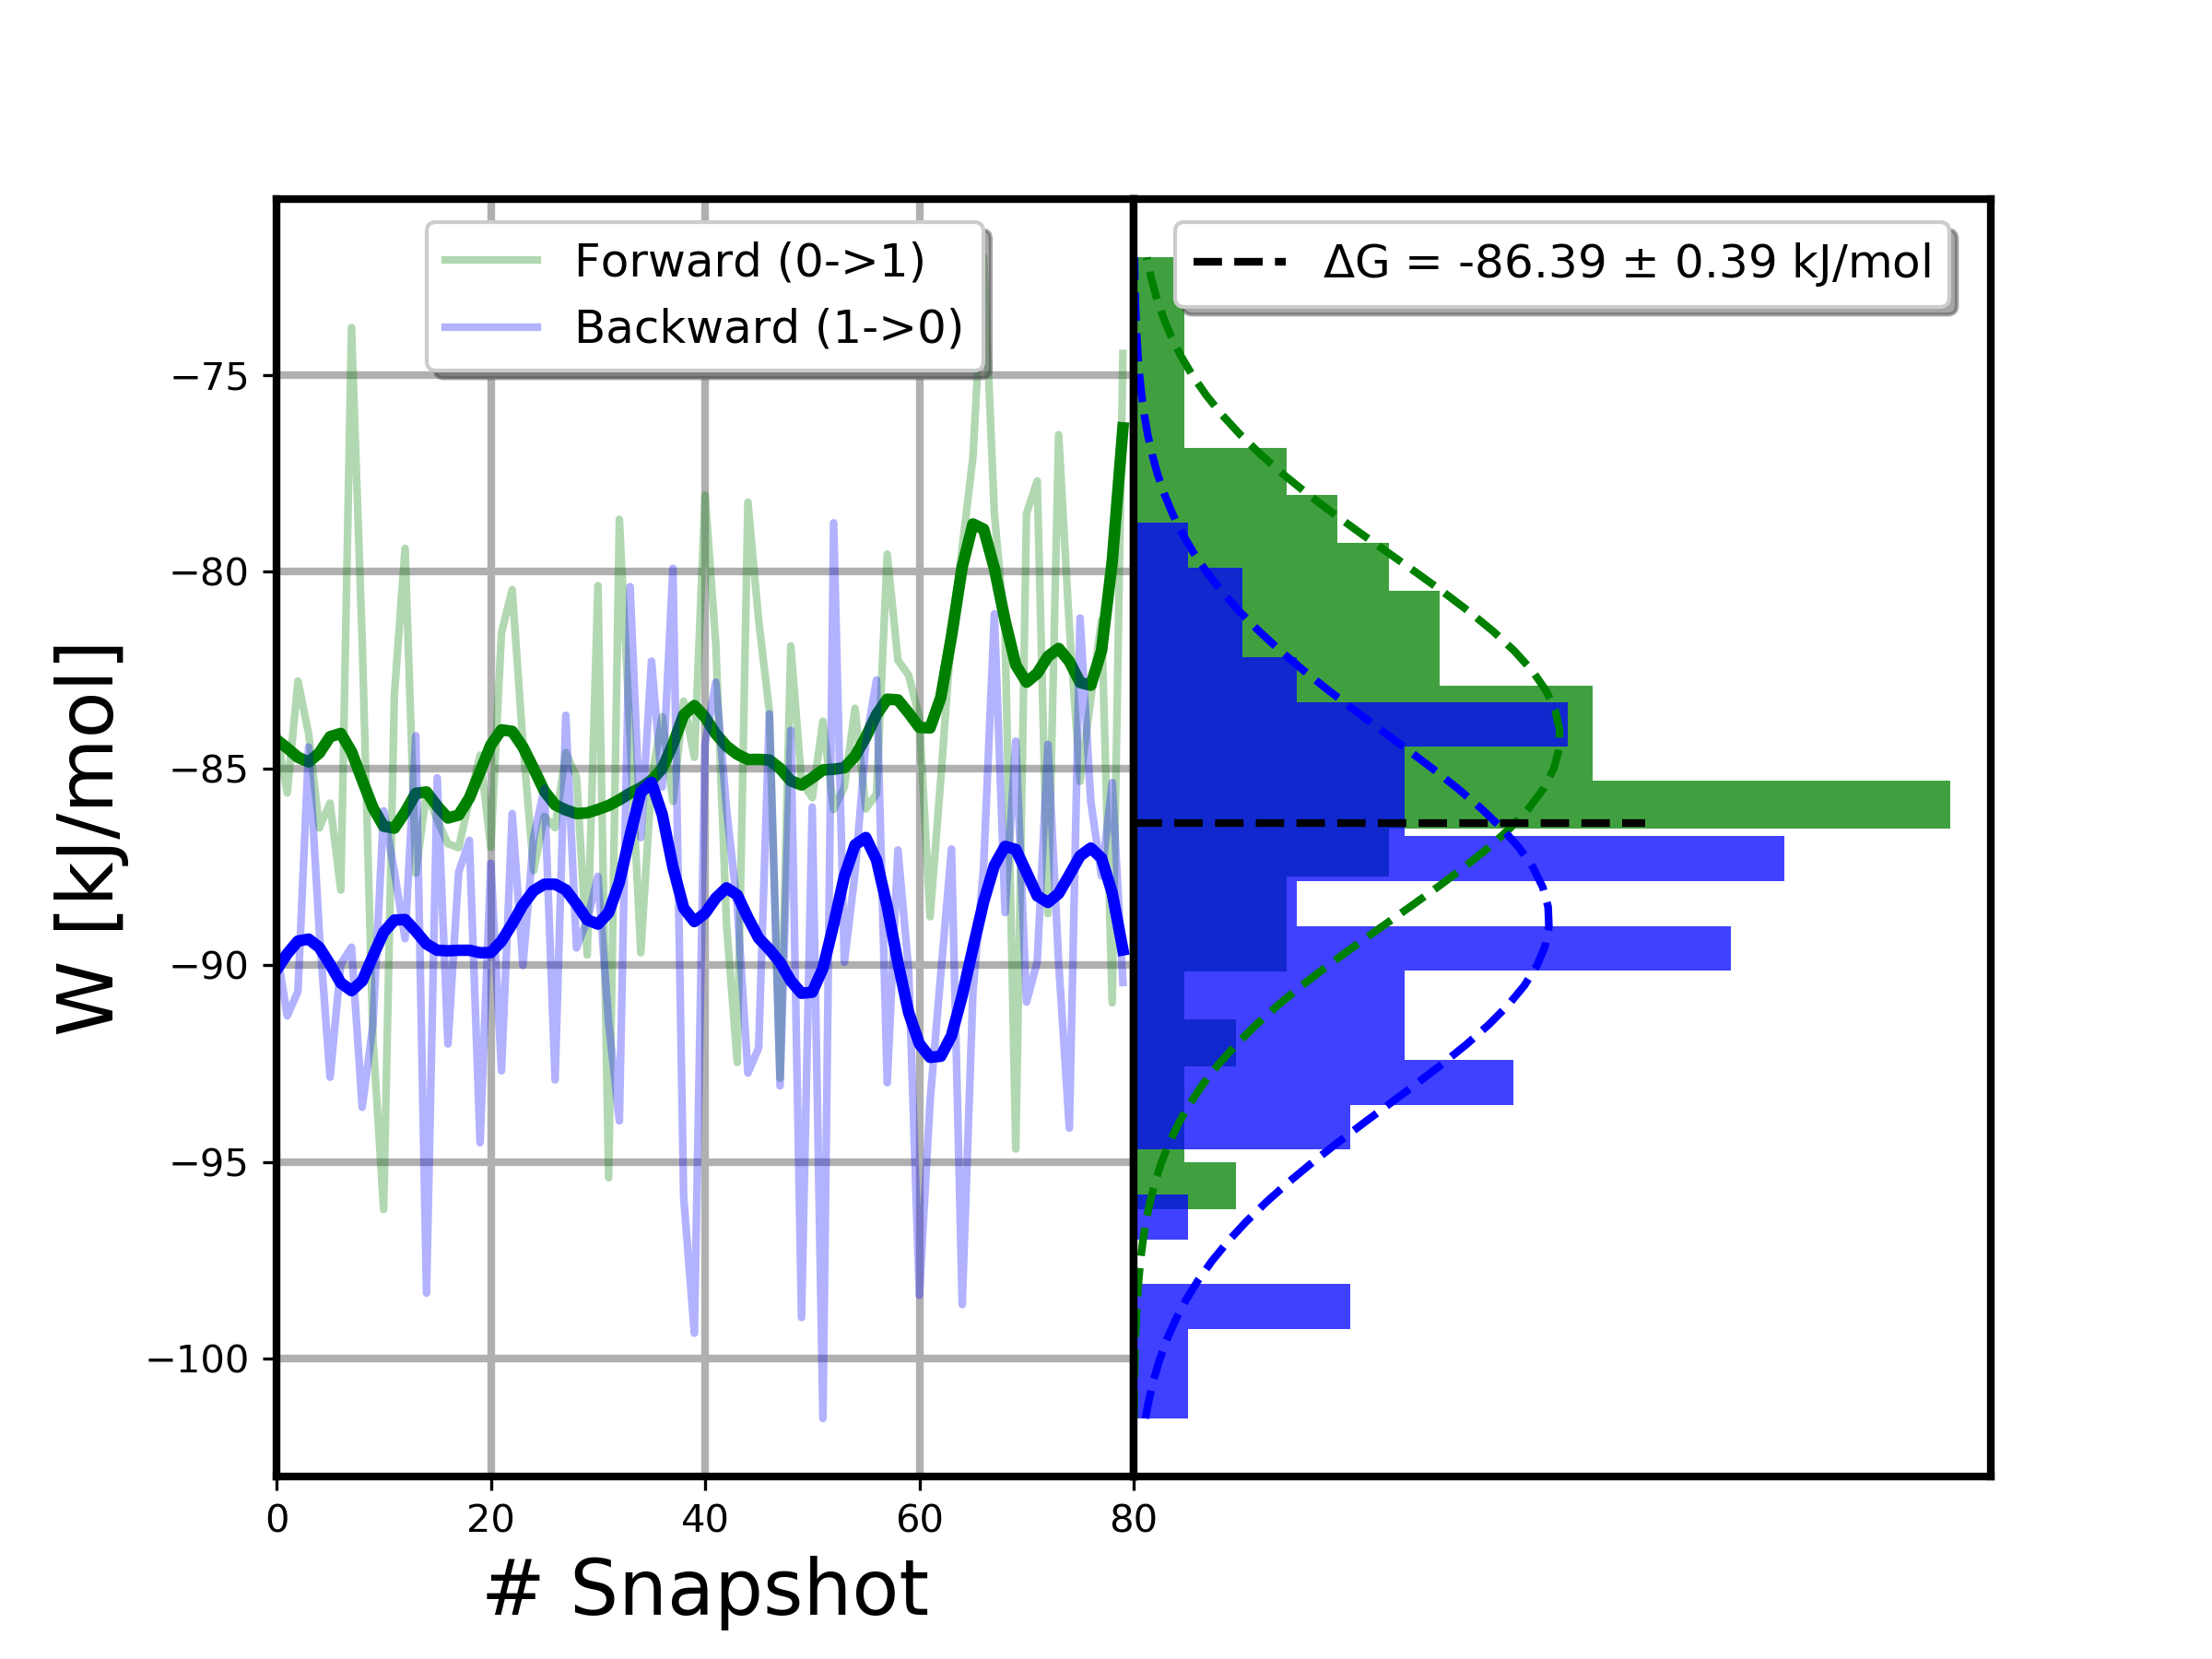 Forward (0->1)
Backward (1->0)
ΔG = -86.39 ± 0.39 kJ/mol
W [kJ/mol]
−75
−80
−85
−90
−95
−100
0 20 40 60 80
# Snapshot